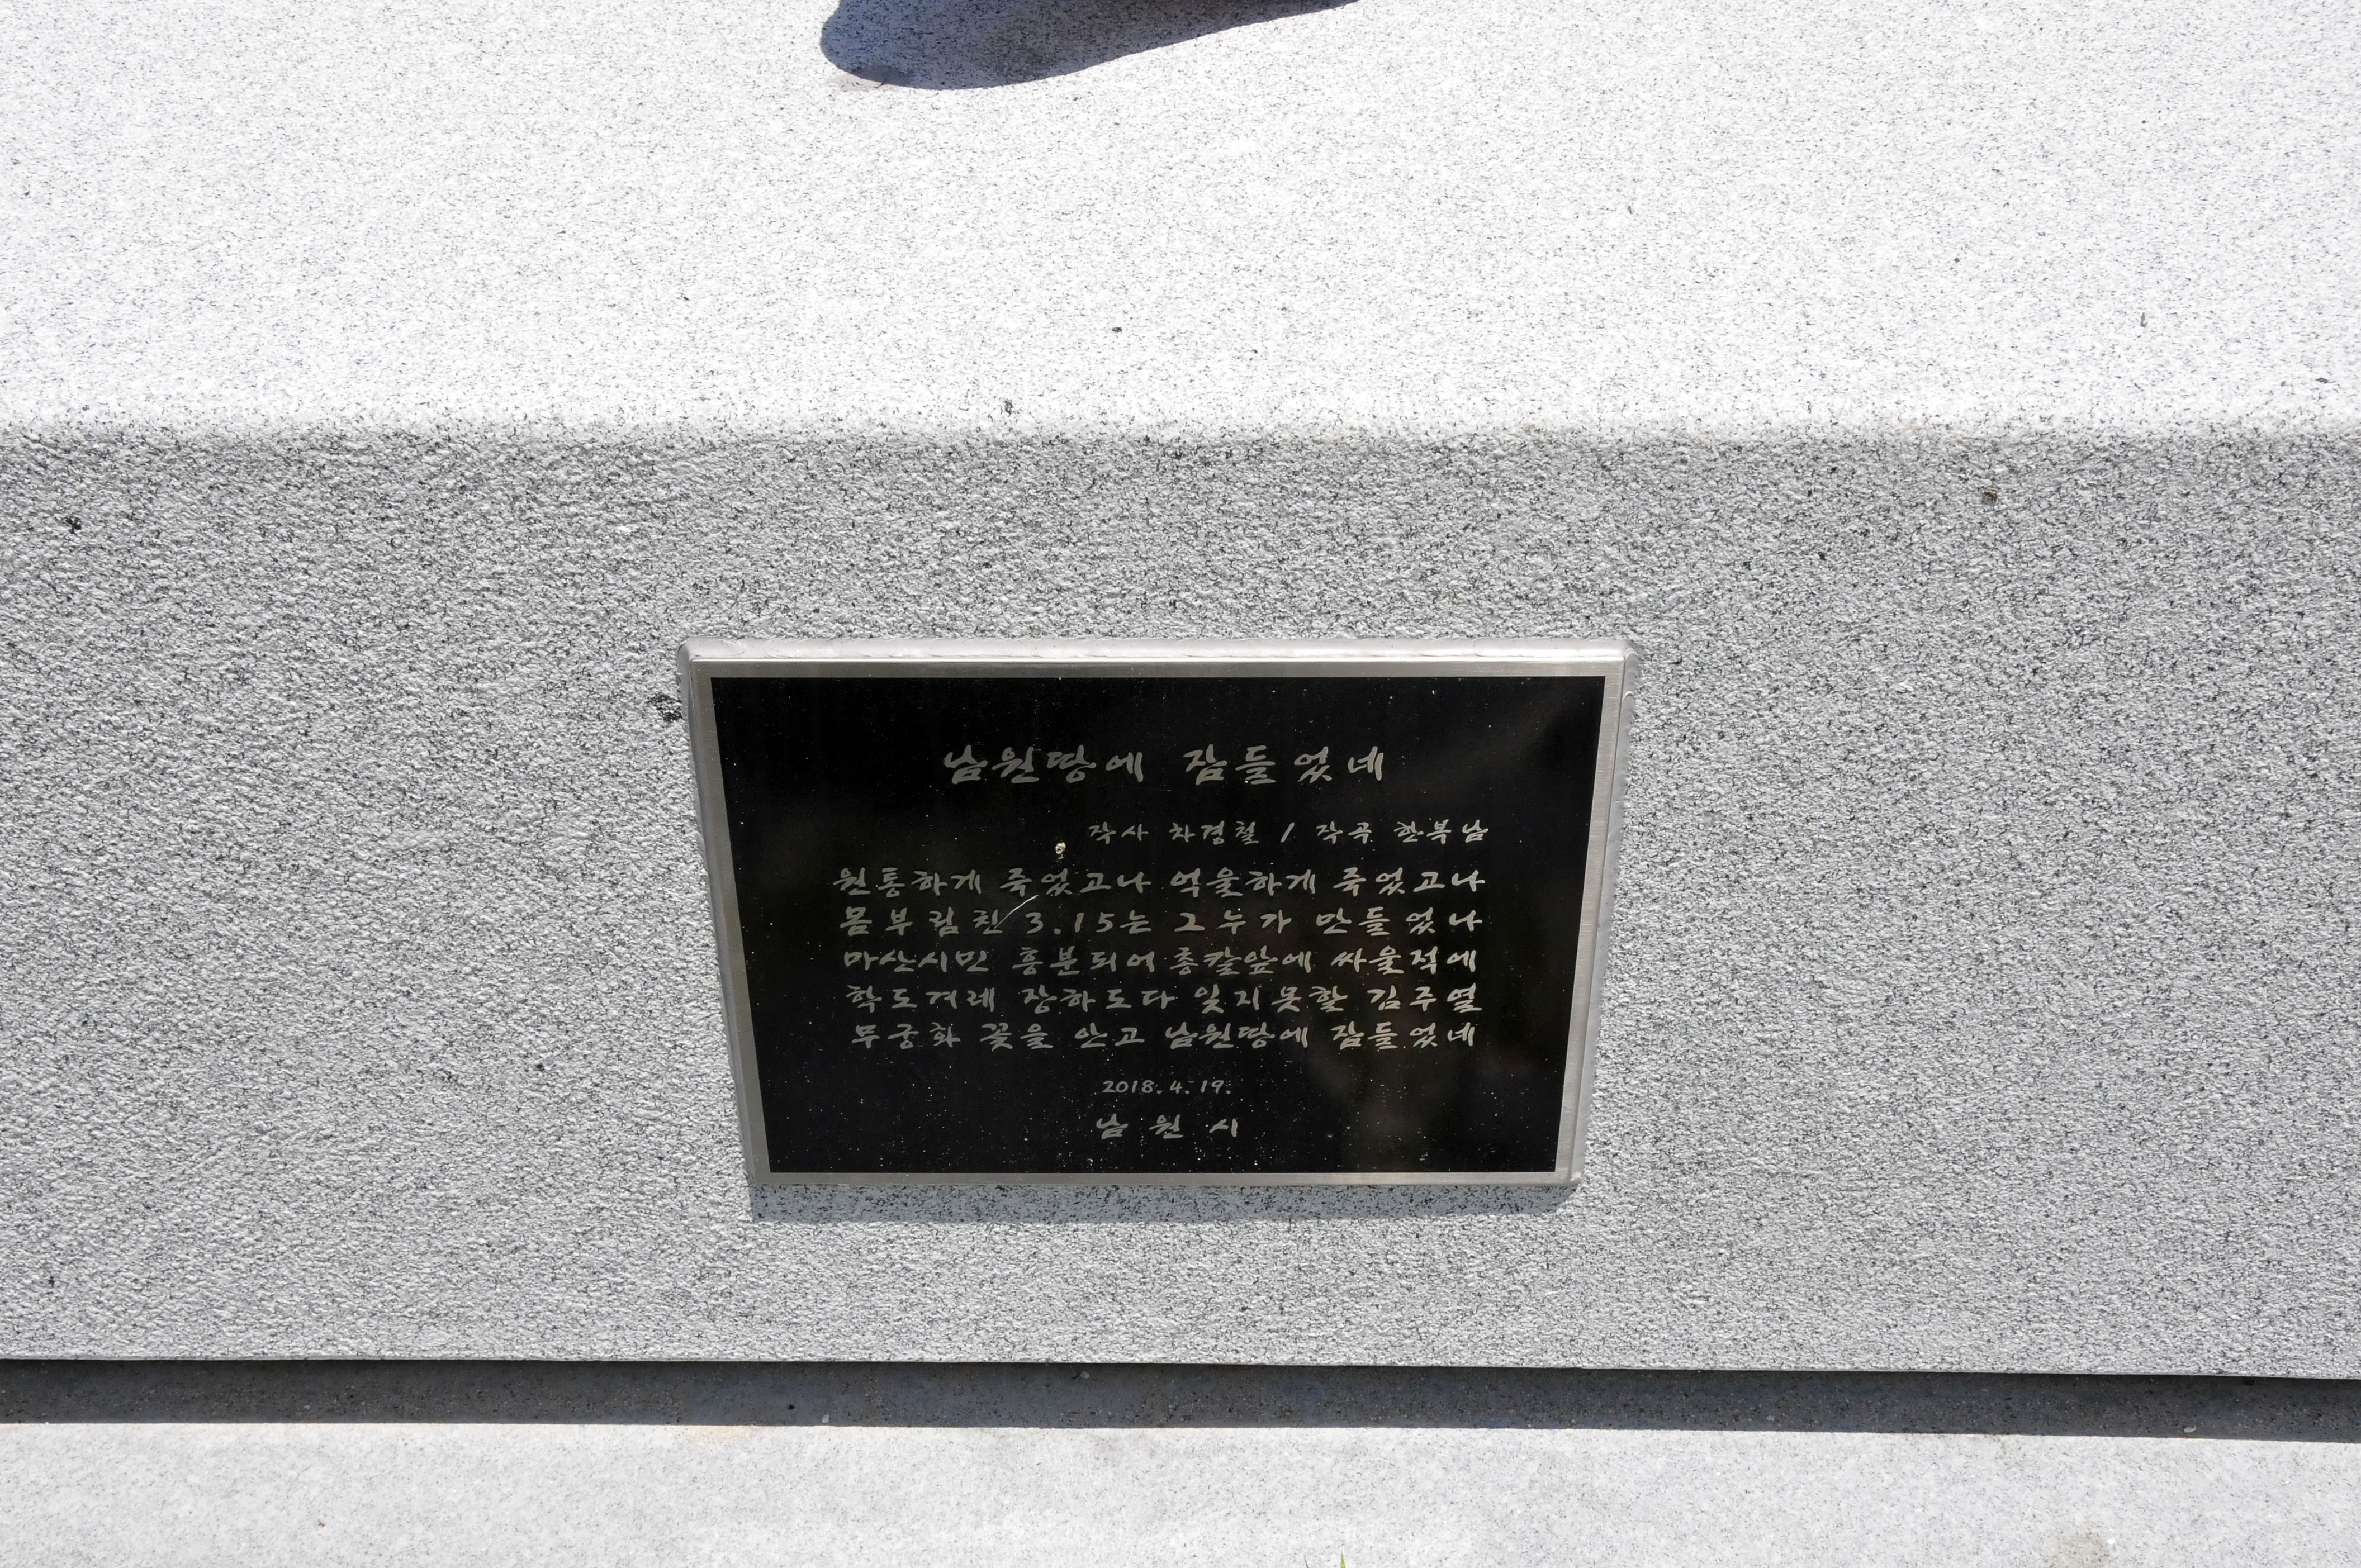 남원땅에 잠들었네
작사 차경철 / 작곡 한복남
원통하게 죽었고나 억울하게 죽었고나
몸부림친 3.15는 그 누가 만들었나
마산시민 흥분되어 총칼앞에 싸울적에
학도겨레 장하도다 잊지못할 김주열
무궁화 꽃을 안고 남원땅에 잠들었네
2018.4.19.
남원시